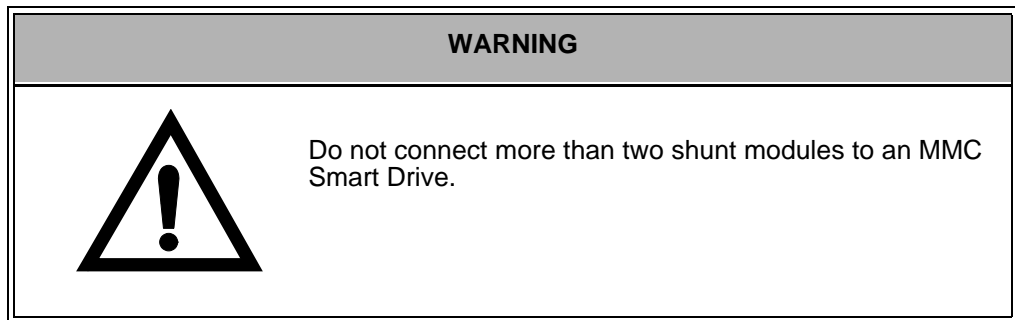 WARNING
Do not connect more than two shunt modules to an MMC
Smart Drive.